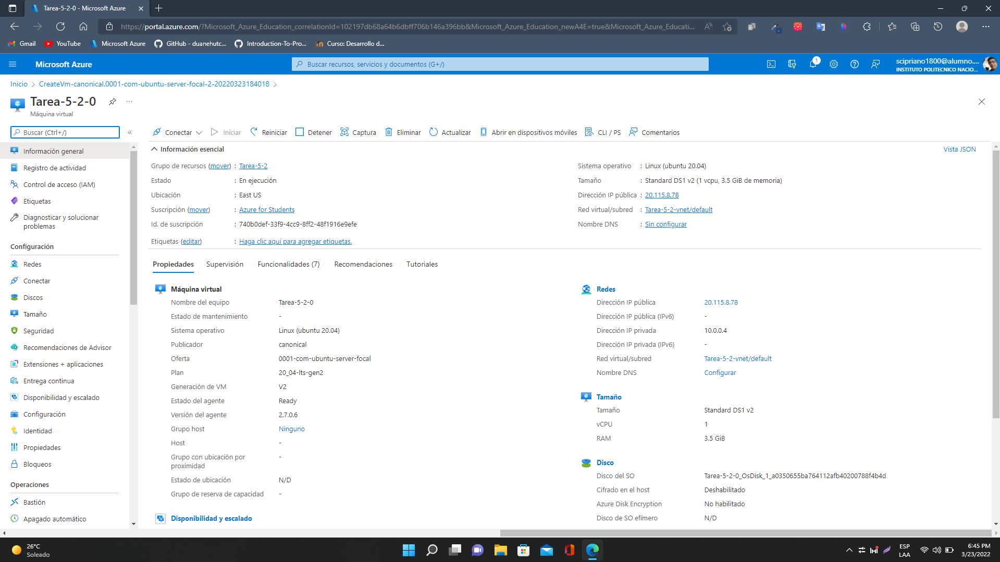 Tarea-5-2-0 - Microsoft Azure
https://portal.azure.com/?Microsoft_Azure_Education_correlationId=102197db68a64b6dbff706b146a396bb&Microsoft_Azure_Education_newA4E=true&Microsoft_Azure_Educati...
Gmail YouTube Microsoft Azure GitHub - duanehutc... Introduction-To-Pro... Curso: Desarrollo d...
Microsoft Azure
Buscar recursos, servicios y documentos (G+/)
1
scipriano1800@alumno....
INSTITUTO POLITECNICO NACIO...
Inicio > CreateVm-canonical.0001-com-ubuntu-server-focal-2-20220323184018 >
Tarea-5-2-0
Máquina virtual
Buscar (Ctrl+/)
Información general
Registro de actividad
Control de acceso (IAM)
Etiquetas
Diagnosticar y solucionar
problemas
Configuración
Redes
Conectar
Discos
Tamaño
Seguridad
Recomendaciones de Advisor
Extensiones + aplicaciones
Entrega continua
Disponibilidad y escalado
Configuración
Identidad
Propiedades
Bloqueos
Operaciones
Bastión
Apagado automático
Conectar Iniciar Reiniciar Detener Captura Eliminar Actualizar Abrir en dispositivos móviles CLI / PS Comentarios
Información esencial
Vista JSON
Grupo de recursos (mover) : Tarea-5-2
Estado : En ejecución
Ubicación : East US
Suscripción (mover) : Azure for Students
Id. de suscripción : 740b0def-33f9-4cc9-8ff2-48f1916e9efe
Etiquetas (editar) : Haga clic aquí para agregar etiquetas.
Sistema operativo : Linux (ubuntu 20.04)
Tamaño : Standard DS1 v2 (1 vcpu, 3.5 GiB de memoria)
Dirección IP pública : 20.115.8.78
Red virtual/subred : Tarea-5-2-vnet/default
Nombre DNS : Sin configurar
Propiedades Supervisión Funcionalidades (7) Recomendaciones Tutoriales
Máquina virtual
Nombre del equipo Tarea-5-2-0
Estado de mantenimiento -
Sistema operativo Linux (ubuntu 20.04)
Publicador canonical
Oferta 0001-com-ubuntu-server-focal
Plan 20_04-lts-gen2
Generación de VM V2
Estado del agente Ready
Versión del agente 2.7.0.6
Grupo host Ninguno
Host -
Grupo con ubicación por -
proximidad
Estado de ubicación N/D
Grupo de reserva de capacidad -
Disponibilidad y escalado
Redes
Dirección IP pública 20.115.8.78
Dirección IP pública (IPv6) -
Dirección IP privada 10.0.0.4
Dirección IP privada (IPv6) -
Red virtual/subred Tarea-5-2-vnet/default
Nombre DNS Configurar
Tamaño
Tamaño Standard DS1 v2
vCPU 1
RAM 3.5 GiB
Disco
Disco del SO Tarea-5-2-0_OsDisk_1_a0350655ba764112afb40200788f4b4d
Cifrado en el host Deshabilitado
Azure Disk Encryption No habilitado
Disco de SO efímero N/D
26°C
Soleado
ESP
LAA
6:45 PM
3/23/2022